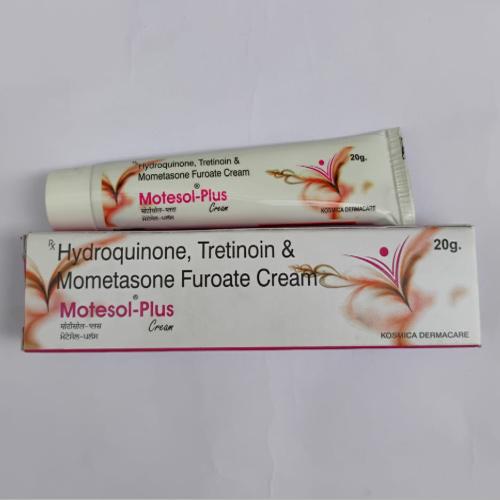 Hydroquinone, Tretinoin &
Mometasone Furoate Cream
20g.
Motesol-Plus®
Cream
KOSMICA DERMACARE
Rx Hydroquinone, Tretinoin &
Mometasone Furoate Cream
20g.
Motesol-Plus®
Cream
मोटीसोल-प्लस
KOSMICA DERMACARE